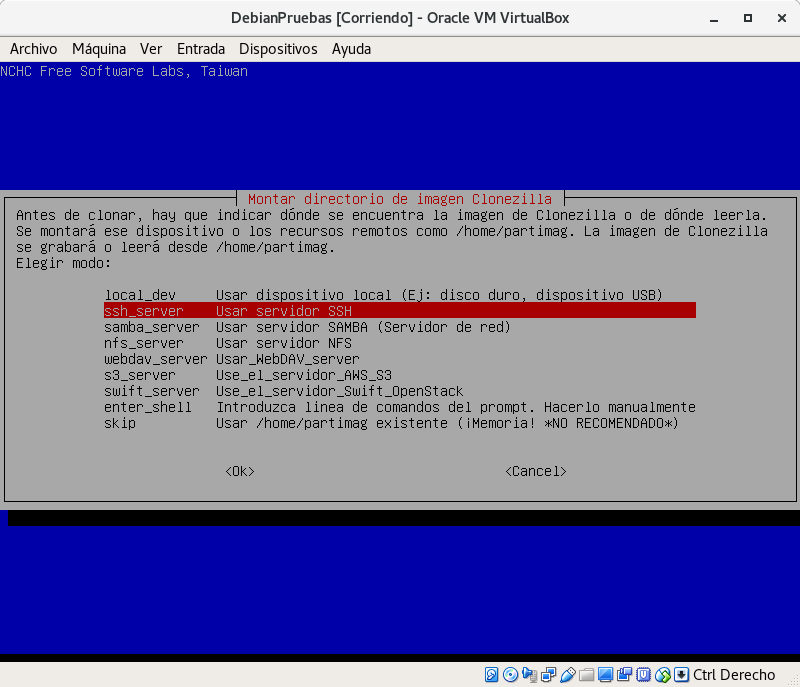 DebianPruebas [Corriendo] - Oracle VM VirtualBox
Archivo Máquina Ver Entrada Dispositivos Ayuda
NCHC Free Software Labs, Taiwan
Montar directorio de imagen Clonezilla
Antes de clonar, hay que indicar dónde se encuentra la imagen de Clonezilla o de dónde leerla.
Se montará ese dispositivo o los recursos remotos como /home/partimag. La imagen de Clonezilla
se grabará o leerá desde /home/partimag.
Elegir modo:
local_dev Usar dispositivo local (Ej: disco duro, dispositivo USB)
ssh_server Usar servidor SSH
samba_server Usar servidor SAMBA (Servidor de red)
nfs_server Usar servidor NFS
webdav_server Usar_WebDAV_server
s3_server Use_el_servidor_AWS_S3
swift_server Use_el_servidor_Swift_OpenStack
enter_shell Introduzca linea de comandos del prompt. Hacerlo manualmente
skip Usar /home/partimag existente (¡Memoria! *NO RECOMENDADO*)
<Ok> <Cancel>
Ctrl Derecho